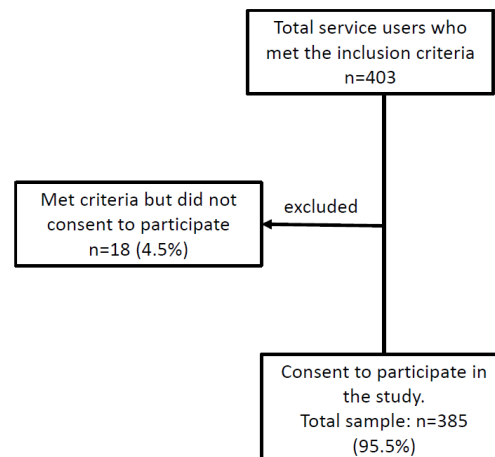 Total service users who
met the inclusion criteria
n=403
Met criteria but did not
consent to participate
n=18 (4.5%)
excluded
Consent to participate in
the study.
Total sample: n=385
(95.5%)